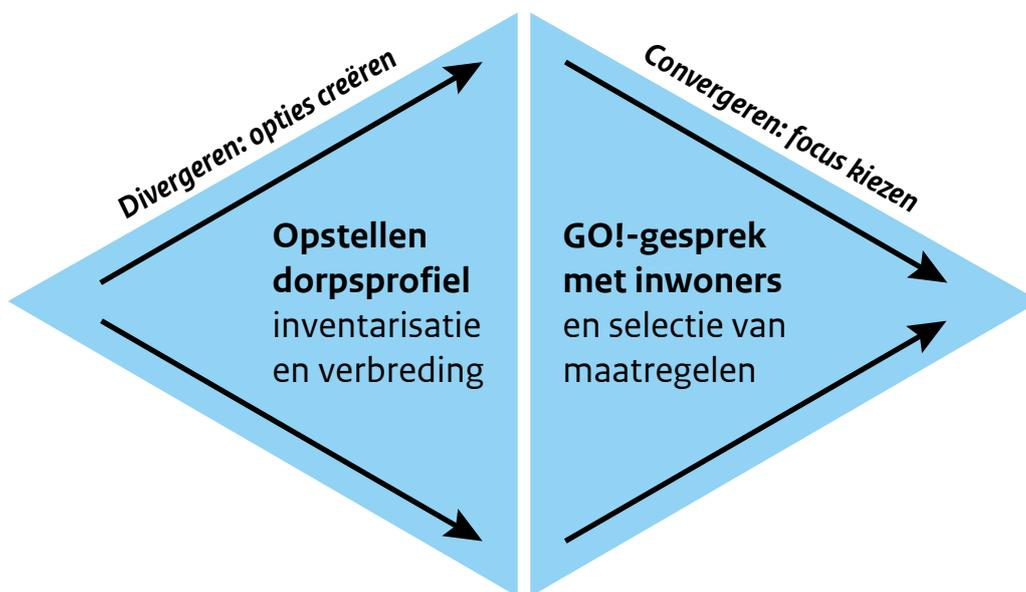 Divergeren: opties creëren
Convergeren: focus kiezen
Opstellen
dorpsprofiel
inventarisatie
en verbreding
GO!-gesprek
met inwoners
en selectie van
maatregelen